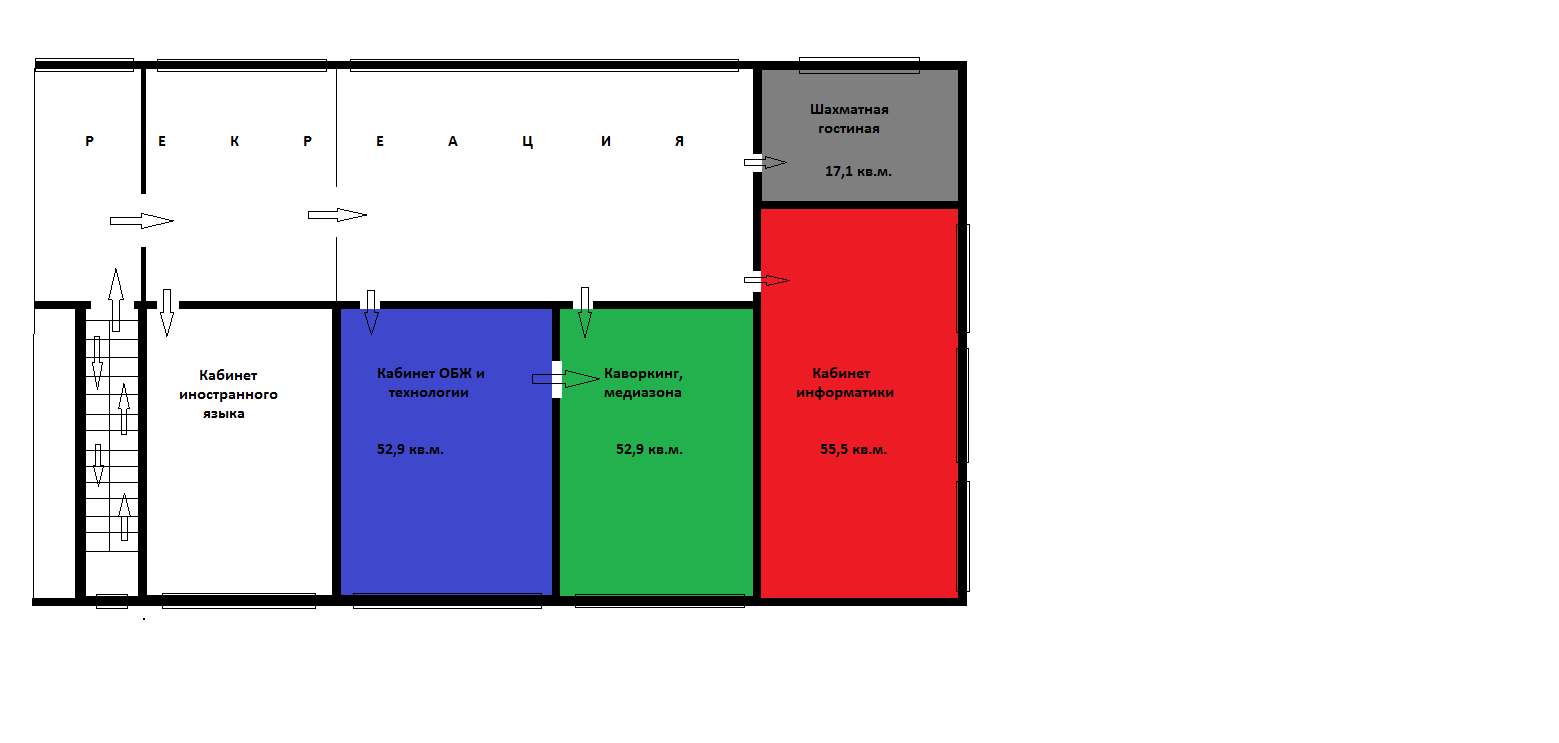 Р Е К Р Е А Ц И Я
Шахматная
гостиная
17,1 кв.м.
Кабинет
иностранного
языка
Кабинет ОБЖ и
технологии
52,9 кв.м.
Каворкинг,
медиазона
52,9 кв.м.
Кабинет
информатики
55,5 кв.м.